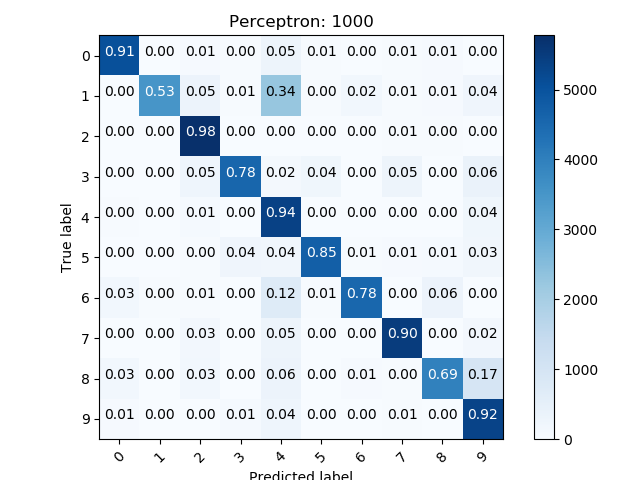 Perceptron: 1000
0 0.91 0.00 0.01 0.00 0.05 0.01 0.00 0.01 0.01 0.00
1 0.00 0.53 0.05 0.01 0.34 0.00 0.02 0.01 0.01 0.04
2 0.00 0.00 0.98 0.00 0.00 0.00 0.00 0.01 0.00 0.00
3 0.00 0.00 0.05 0.78 0.02 0.04 0.00 0.05 0.00 0.06
4 0.00 0.00 0.01 0.00 0.94 0.00 0.00 0.00 0.00 0.04
5 0.00 0.00 0.00 0.04 0.04 0.85 0.01 0.01 0.01 0.03
6 0.03 0.00 0.01 0.00 0.12 0.01 0.78 0.00 0.06 0.00
7 0.00 0.00 0.03 0.00 0.05 0.00 0.00 0.90 0.00 0.02
8 0.03 0.00 0.03 0.00 0.06 0.00 0.01 0.00 0.69 0.17
9 0.01 0.00 0.00 0.01 0.04 0.00 0.00 0.01 0.00 0.92
0 1 2 3 4 5 6 7 8 9
True label
Predicted label
5000
4000
3000
2000
1000
0